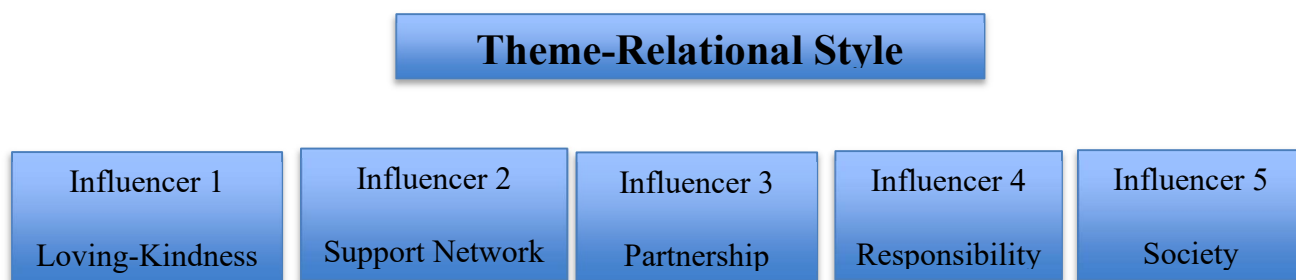 Theme-Relational Style
Influencer 1
Loving-Kindness
Influencer 2
Support Network
Influencer 3
Partnership
Influencer 4
Responsibility
Influencer 5
Society